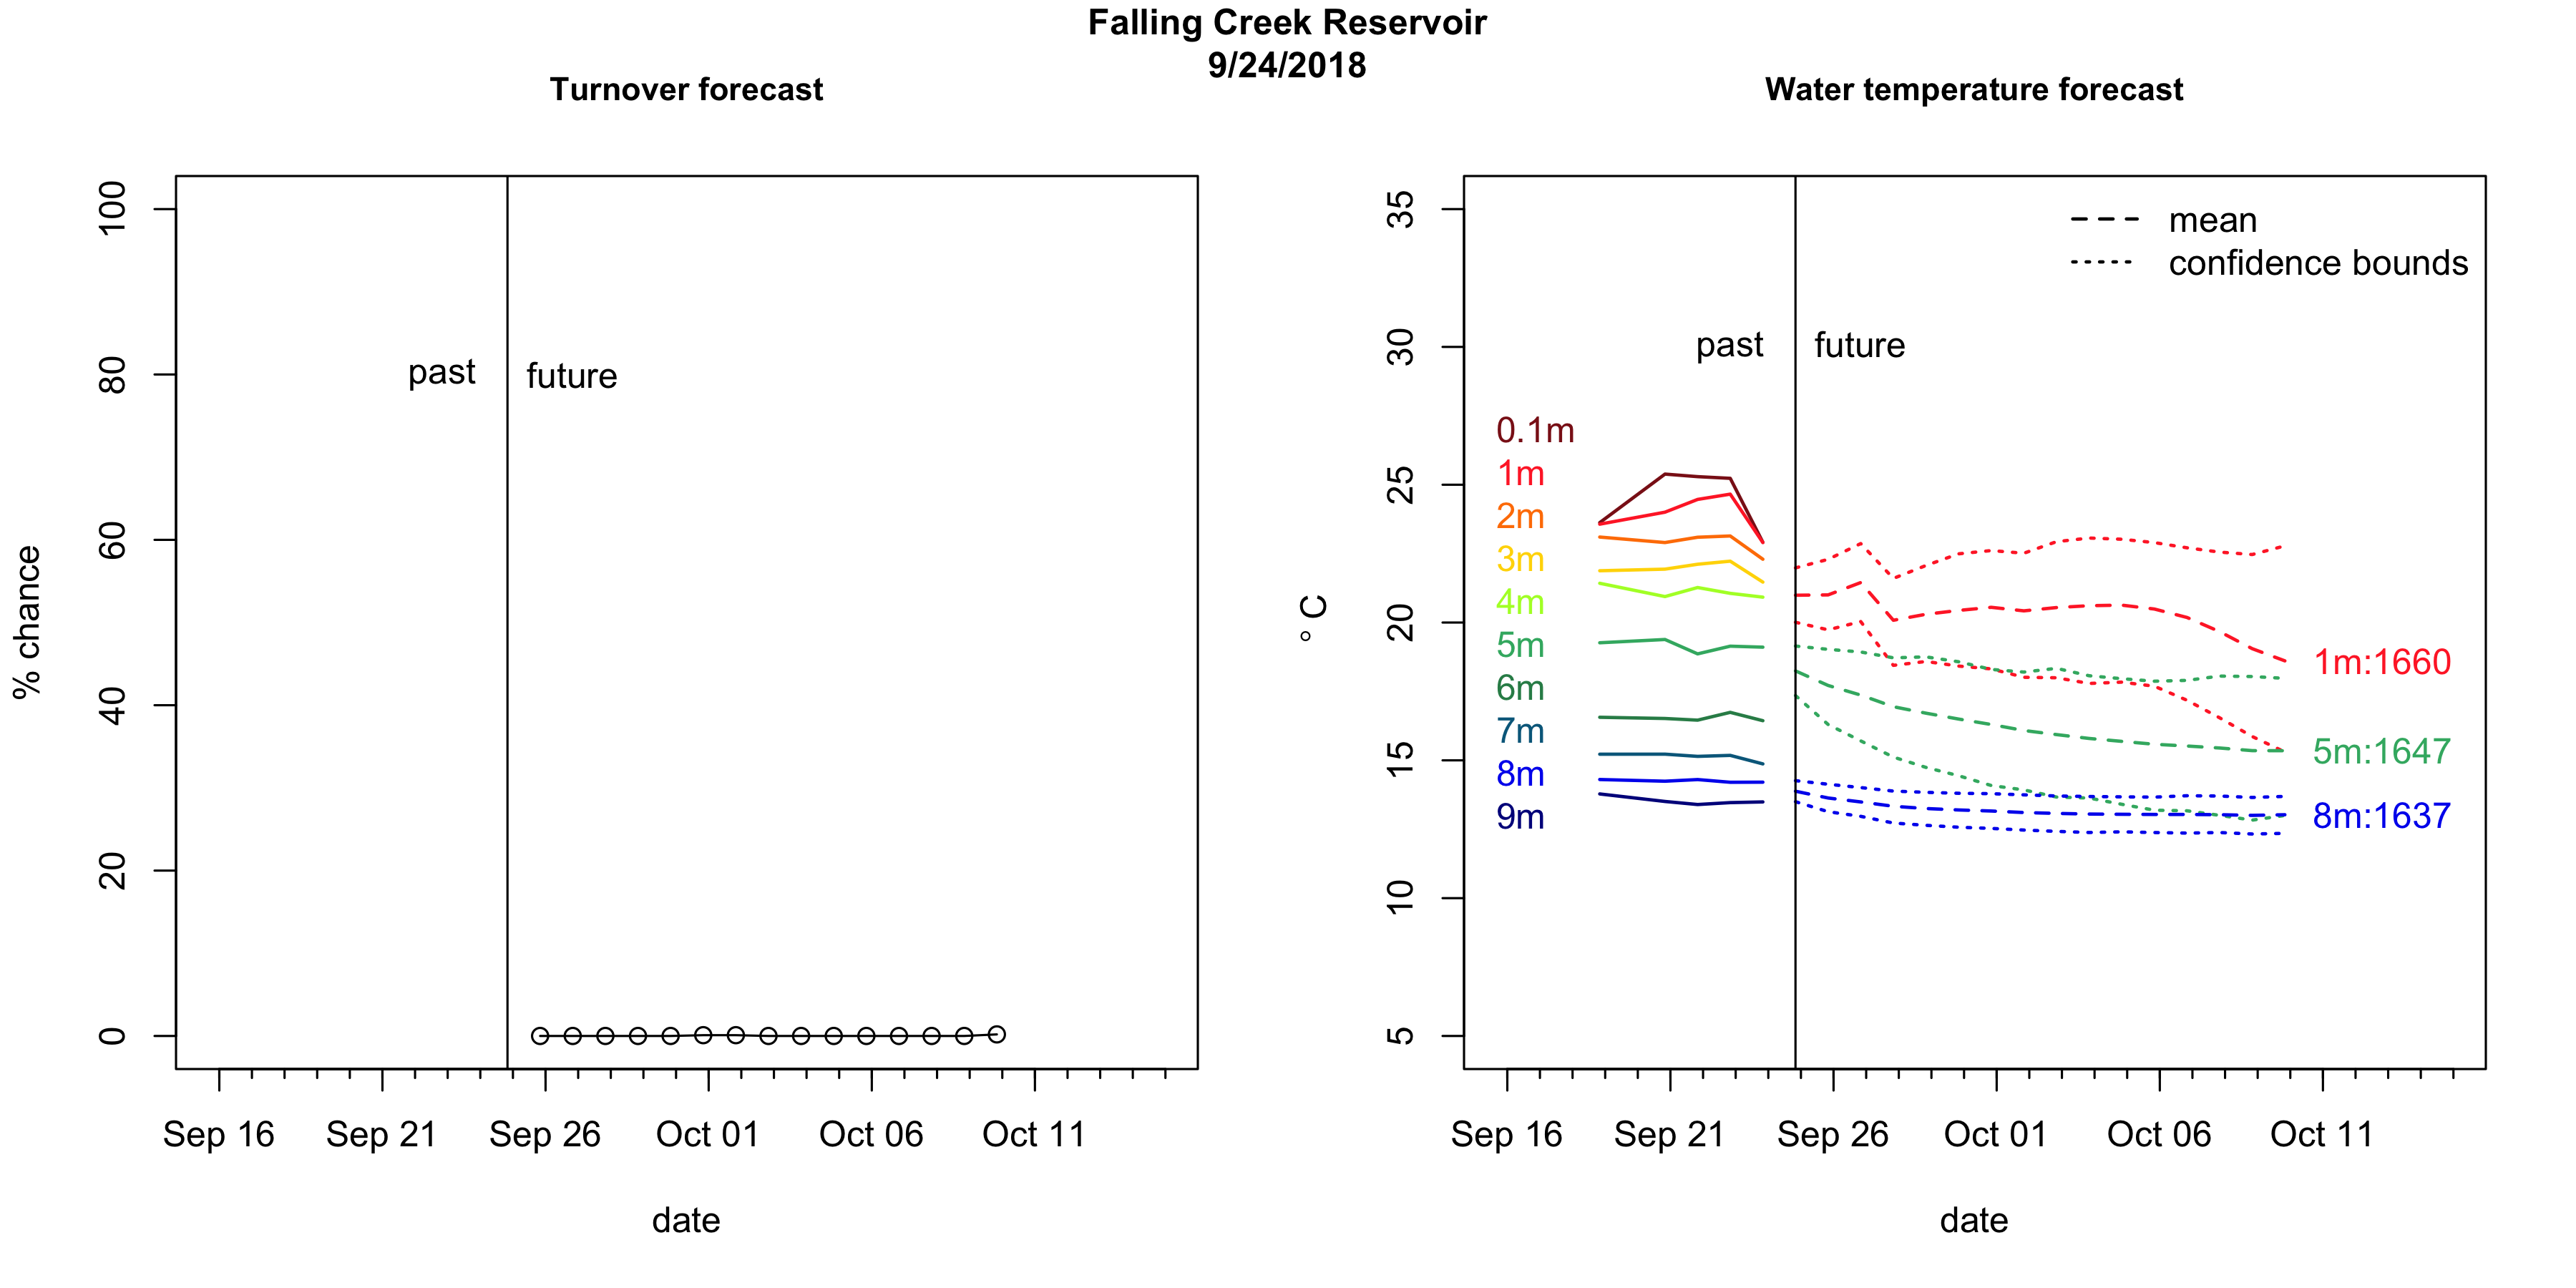 Falling Creek Reservoir
9/24/2018
Turnover forecast
% chance
100
80
60
40
20
0
past
future
Sep 16
Sep 21
Sep 26
Oct 01
Oct 06
Oct 11
date
Water temperature forecast
° C
35
30
25
20
15
10
5
mean
confidence bounds
past
future
0.1m
1m
2m
3m
4m
5m
6m
7m
8m
9m
1m:1660
5m:1647
8m:1637
Sep 16
Sep 21
Sep 26
Oct 01
Oct 06
Oct 11
date